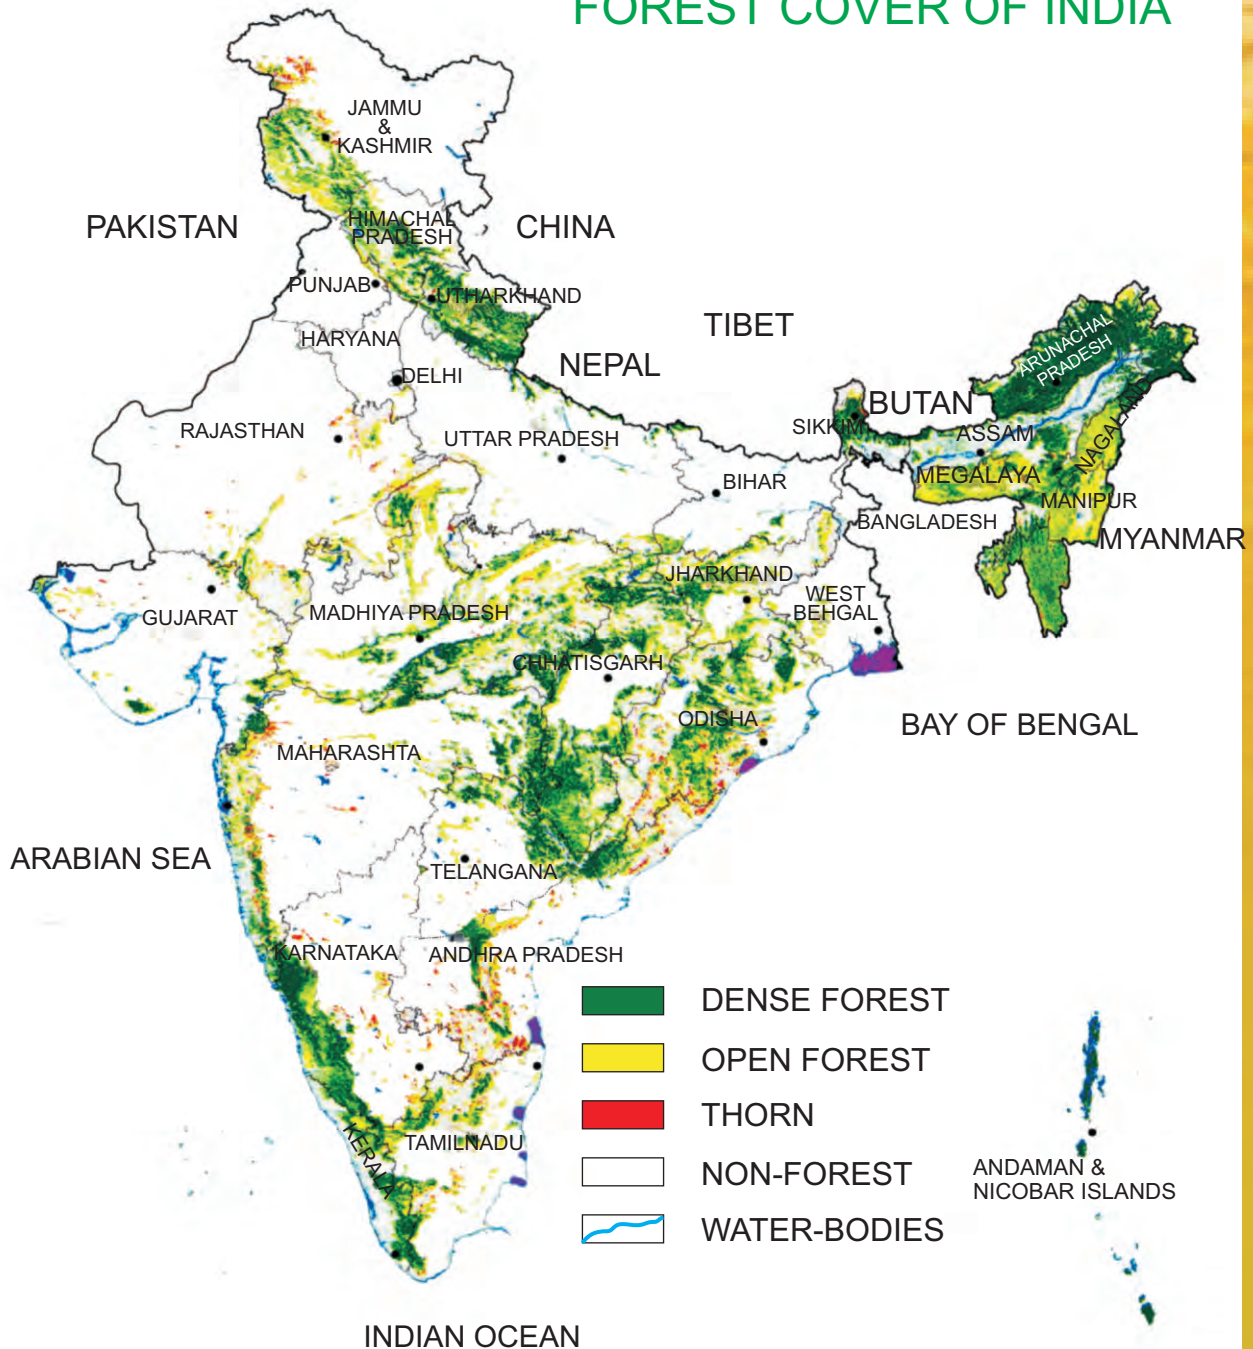 FOREST COVER OF INDIA
JAMMU
&
KASHMIR
PAKISTAN
HIMACHAL
PRADESH
CHINA
PUNJAB
UTHARKHAND
HARYANA
TIBET
NEPAL
DELHI
ARUNACHAL
PRADESH
RAJASTHAN
UTTAR PRADESH
SIKKIM
BUTAN
ASSAM
NAGALAND
BIHAR
MEGALAYA
MANIPUR
BANGLADESH
MYANMAR
GUJARAT
MADHIYA PRADESH
JHARKHAND
WEST
BEHGAL
CHHATISGARH
ODISHA
BAY OF BENGAL
MAHARASHTA
ARABIAN SEA
TELANGANA
KARNATAKA
ANDHRA PRADESH
DENSE FOREST
OPEN FOREST
THORN
NON-FOREST
WATER-BODIES
KERALA
TAMILNADU
ANDAMAN &
NICOBAR ISLANDS
INDIAN OCEAN